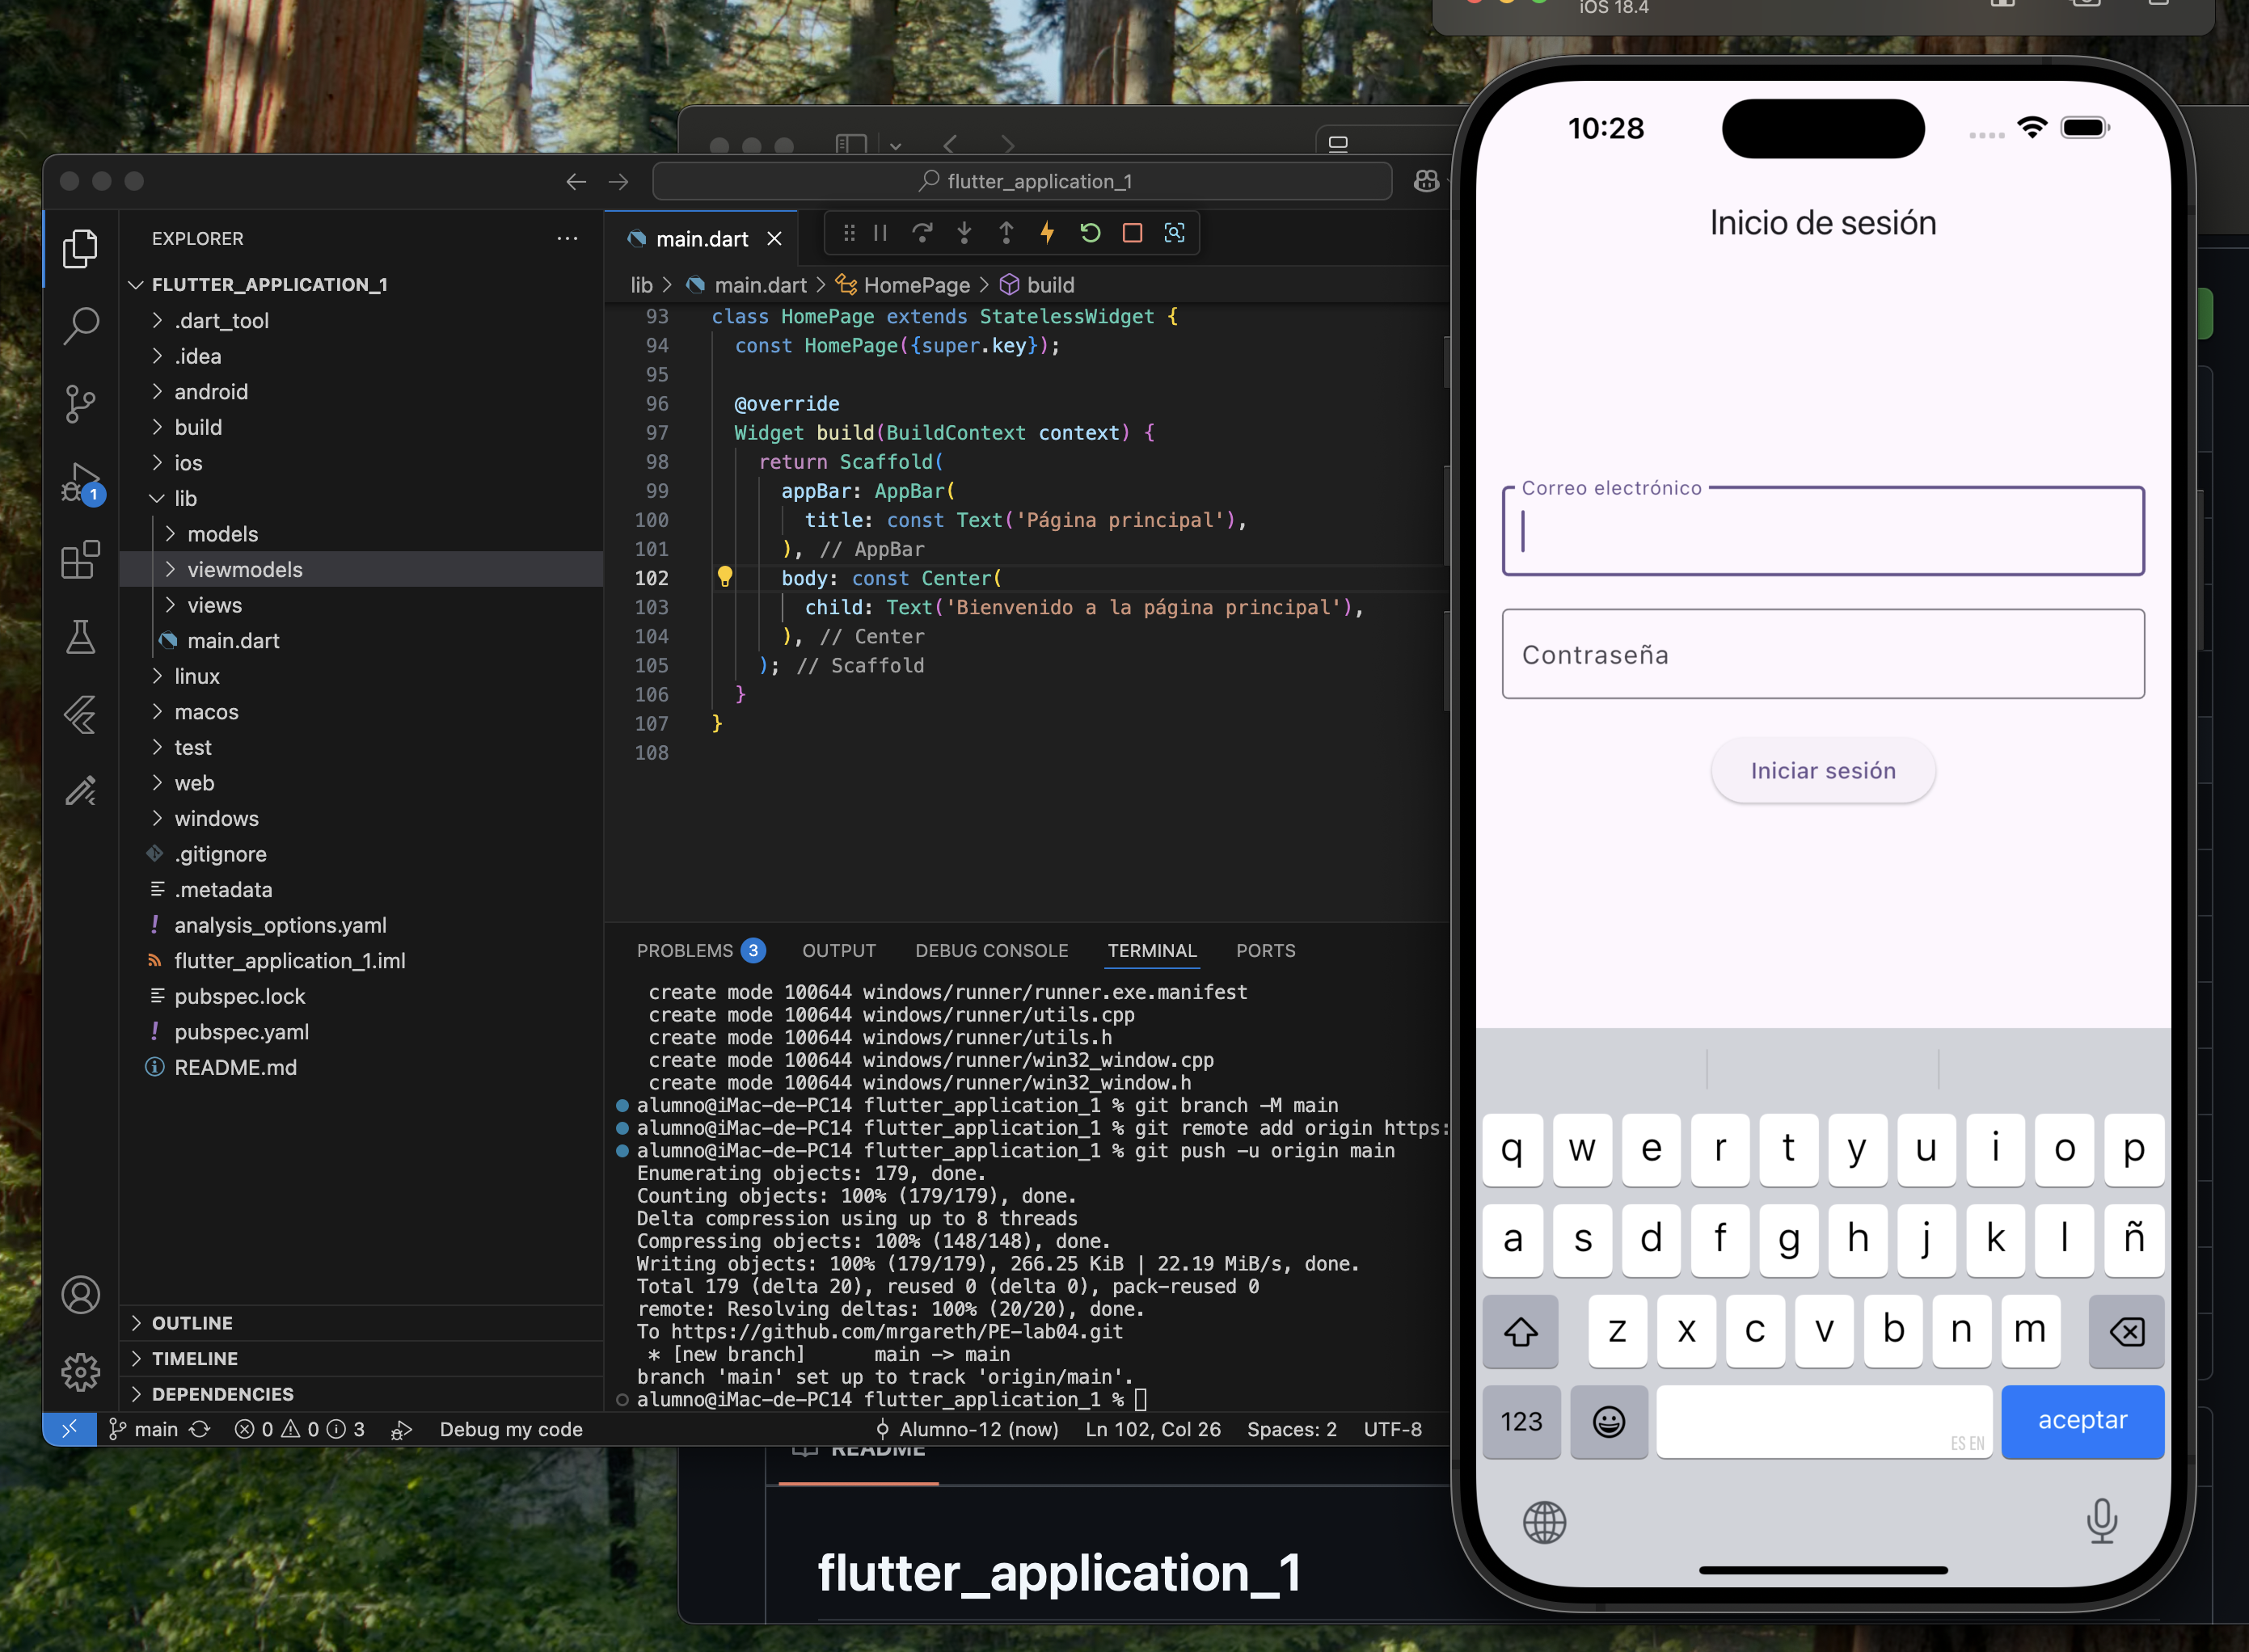 iOS 18.4
flutter_application_1
EXPLORER
FLUTTER_APPLICATION_1
.dart_tool
.idea
android
build
ios
lib
models
viewmodels
views
main.dart
linux
macos
test
web
windows
.gitignore
.metadata
analysis_options.yaml
flutter_application_1.iml
pubspec.lock
pubspec.yaml
README.md
OUTLINE
TIMELINE
DEPENDENCIES
1
main.dart
lib > main.dart > HomePage > build
93 class HomePage extends StatelessWidget {
94 const HomePage({super.key});
95
96 @override
97 Widget build(BuildContext context) {
98 return Scaffold(
99 appBar: AppBar(
100 title: const Text('Página principal'),
101 ), // AppBar
102 body: const Center(
103 child: Text('Bienvenido a la página principal'),
104 ), // Center
105 ); // Scaffold
106 }
107 }
108
PROBLEMS 3 OUTPUT DEBUG CONSOLE TERMINAL PORTS
create mode 100644 windows/runner/runner.exe.manifest
create mode 100644 windows/runner/utils.cpp
create mode 100644 windows/runner/utils.h
create mode 100644 windows/runner/win32_window.cpp
create mode 100644 windows/runner/win32_window.h
alumno@iMac-de-PC14 flutter_application_1 % git branch -M main
alumno@iMac-de-PC14 flutter_application_1 % git remote add origin https:
alumno@iMac-de-PC14 flutter_application_1 % git push -u origin main
Enumerating objects: 179, done.
Counting objects: 100% (179/179), done.
Delta compression using up to 8 threads
Compressing objects: 100% (148/148), done.
Writing objects: 100% (179/179), 266.25 KiB | 22.19 MiB/s, done.
Total 179 (delta 20), reused 0 (delta 0), pack-reused 0
remote: Resolving deltas: 100% (20/20), done.
To https://github.com/mrgareth/PE-lab04.git
* [new branch] main -> main
branch 'main' set up to track 'origin/main'.
alumno@iMac-de-PC14 flutter_application_1 %
main 0 0 3 Debug my code Alumno-12 (now) Ln 102, Col 26 Spaces: 2 UTF-8
README
flutter_application_1
10:28
Inicio de sesión
Correo electrónico
Contraseña
Iniciar sesión
q w e r t y u i o p
a s d f g h j k l ñ
z x c v b n m
123 ES EN aceptar